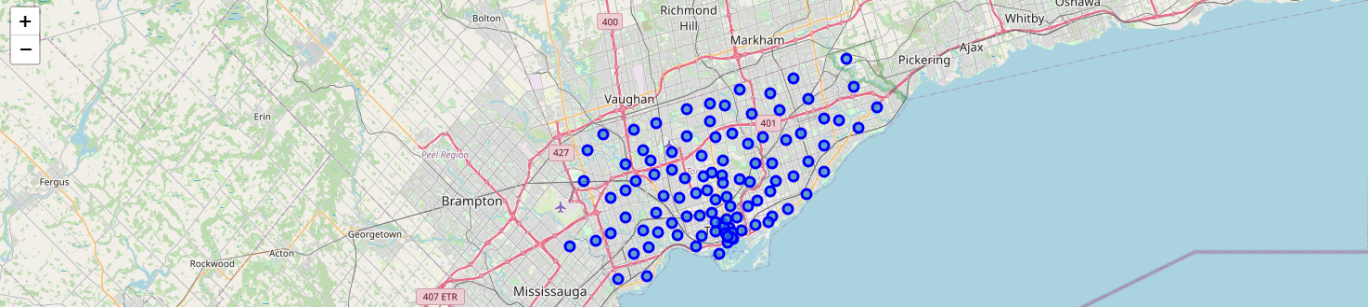 +
−
Bolton
400
Richmond
Hill
Oshawa
Whitby
Markham
Ajax
Pickering
Vaughan
Erin
401
427
Peel Region
Fergus
Brampton
Georgetown
Rockwood
Acton
407 ETR
Mississauga